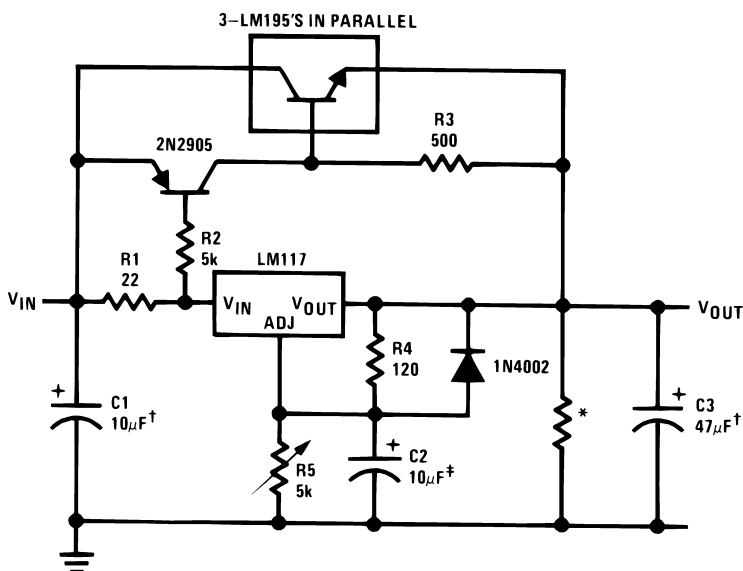 3–LM195'S IN PARALLEL
2N2905
R3
500
R2
5k
R1
22
LM117
VIN
VIN
VOUT
ADJ
VOUT
R4
120
1N4002
*
C1
10μF†
C2
10μF‡
C3
47μF†
R5
5k